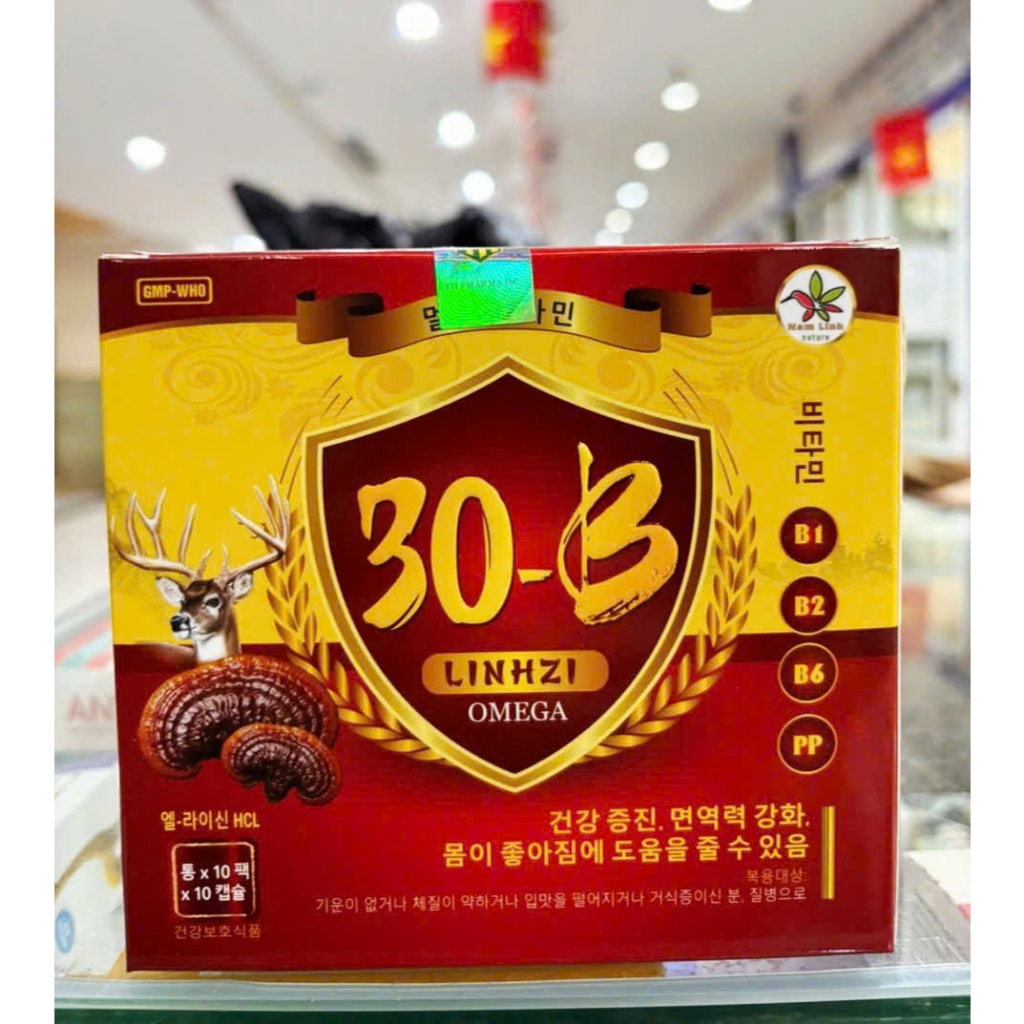 GMP-WHO
Nam Linh
nature
비타민
30-B
LINHZI
OMEGA
B1
B2
B6
PP
엘-라이신 HCL
통 x 10 팩
x 10 캡슐
건강보호식품
건강 증진, 면역력 강화,
몸이 좋아짐에 도움을 줄 수 있음
복용대상:
기운이 없거나 체질이 약하거나 입맛을 떨어지거나 거식증이신 분, 질병으로